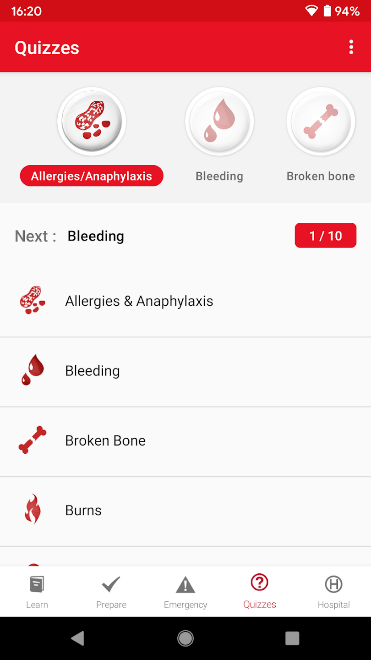 16:20
94%
Quizzes
Allergies/Anaphylaxis
Bleeding
Broken bone
Next : Bleeding
1 / 10
Allergies & Anaphylaxis
Bleeding
Broken Bone
Burns
Learn
Prepare
Emergency
Quizzes
Hospital